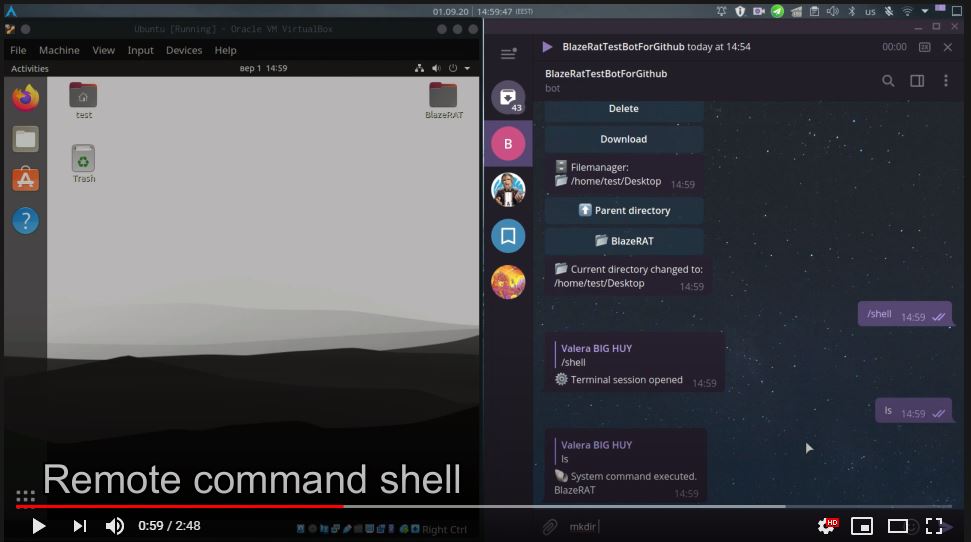 01.09.20 | 14:59:47 (EEST)
us
Ubuntu [Running] - Oracle VM VirtualBox
File Machine View Input Devices Help
Activities
вер 1 14:59
test
BlazeRAT
Trash
?
43
B
BlazeRatTestBotForGithub today at 14:54
00:00
2X
BlazeRATTestBotForGithub
bot
Delete
Download
Filemanager:
/home/test/Desktop 14:59
Parent directory
BlazeRAT
Current directory changed to:
/home/test/Desktop 14:59
/shell 14:59
Valera BIG HUY
/shell
Terminal session opened 14:59
ls 14:59
Valera BIG HUY
ls
System command executed.
BlazeRAT 14:59
mkdir
Remote command shell
0:59 / 2:48
Right Ctrl
HD